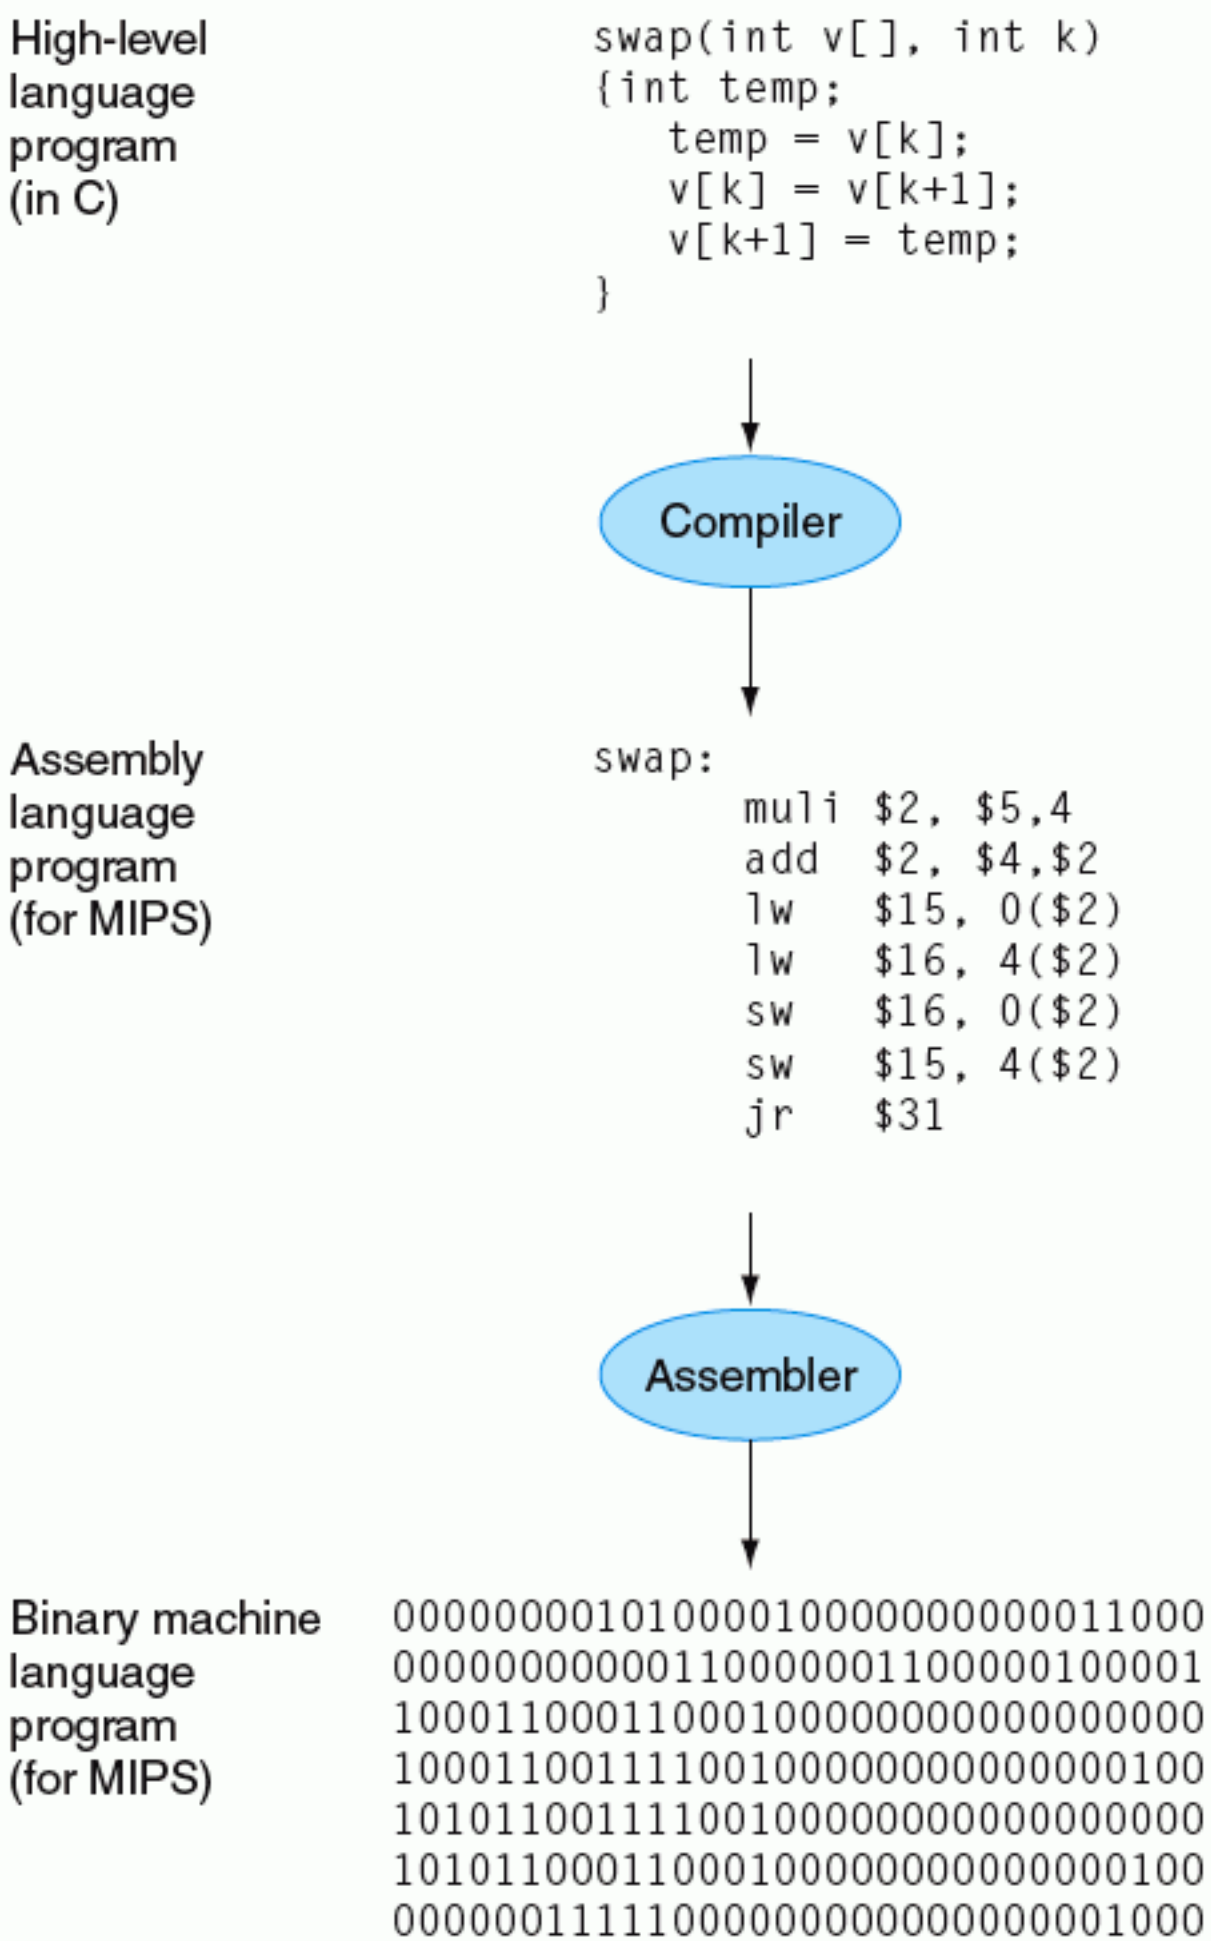 High-level
language
program
(in C)
swap(int v[], int k)
{int temp;
temp = v[k];
v[k] = v[k+1];
v[k+1] = temp;
}
Compiler
Assembly
language
program
(for MIPS)
swap:
muli $2, $5,4
add $2, $4,$2
lw $15, 0($2)
lw $16, 4($2)
sw $16, 0($2)
sw $15, 4($2)
jr $31
Assembler
Binary machine
language
program
(for MIPS)
00000000101000010000000000011000
00000000000110000001100000100001
10001100011000100000000000000000
10001100111100100000000000000100
10101100111100100000000000000000
10101100011000100000000000000100
00000011111000000000000000001000